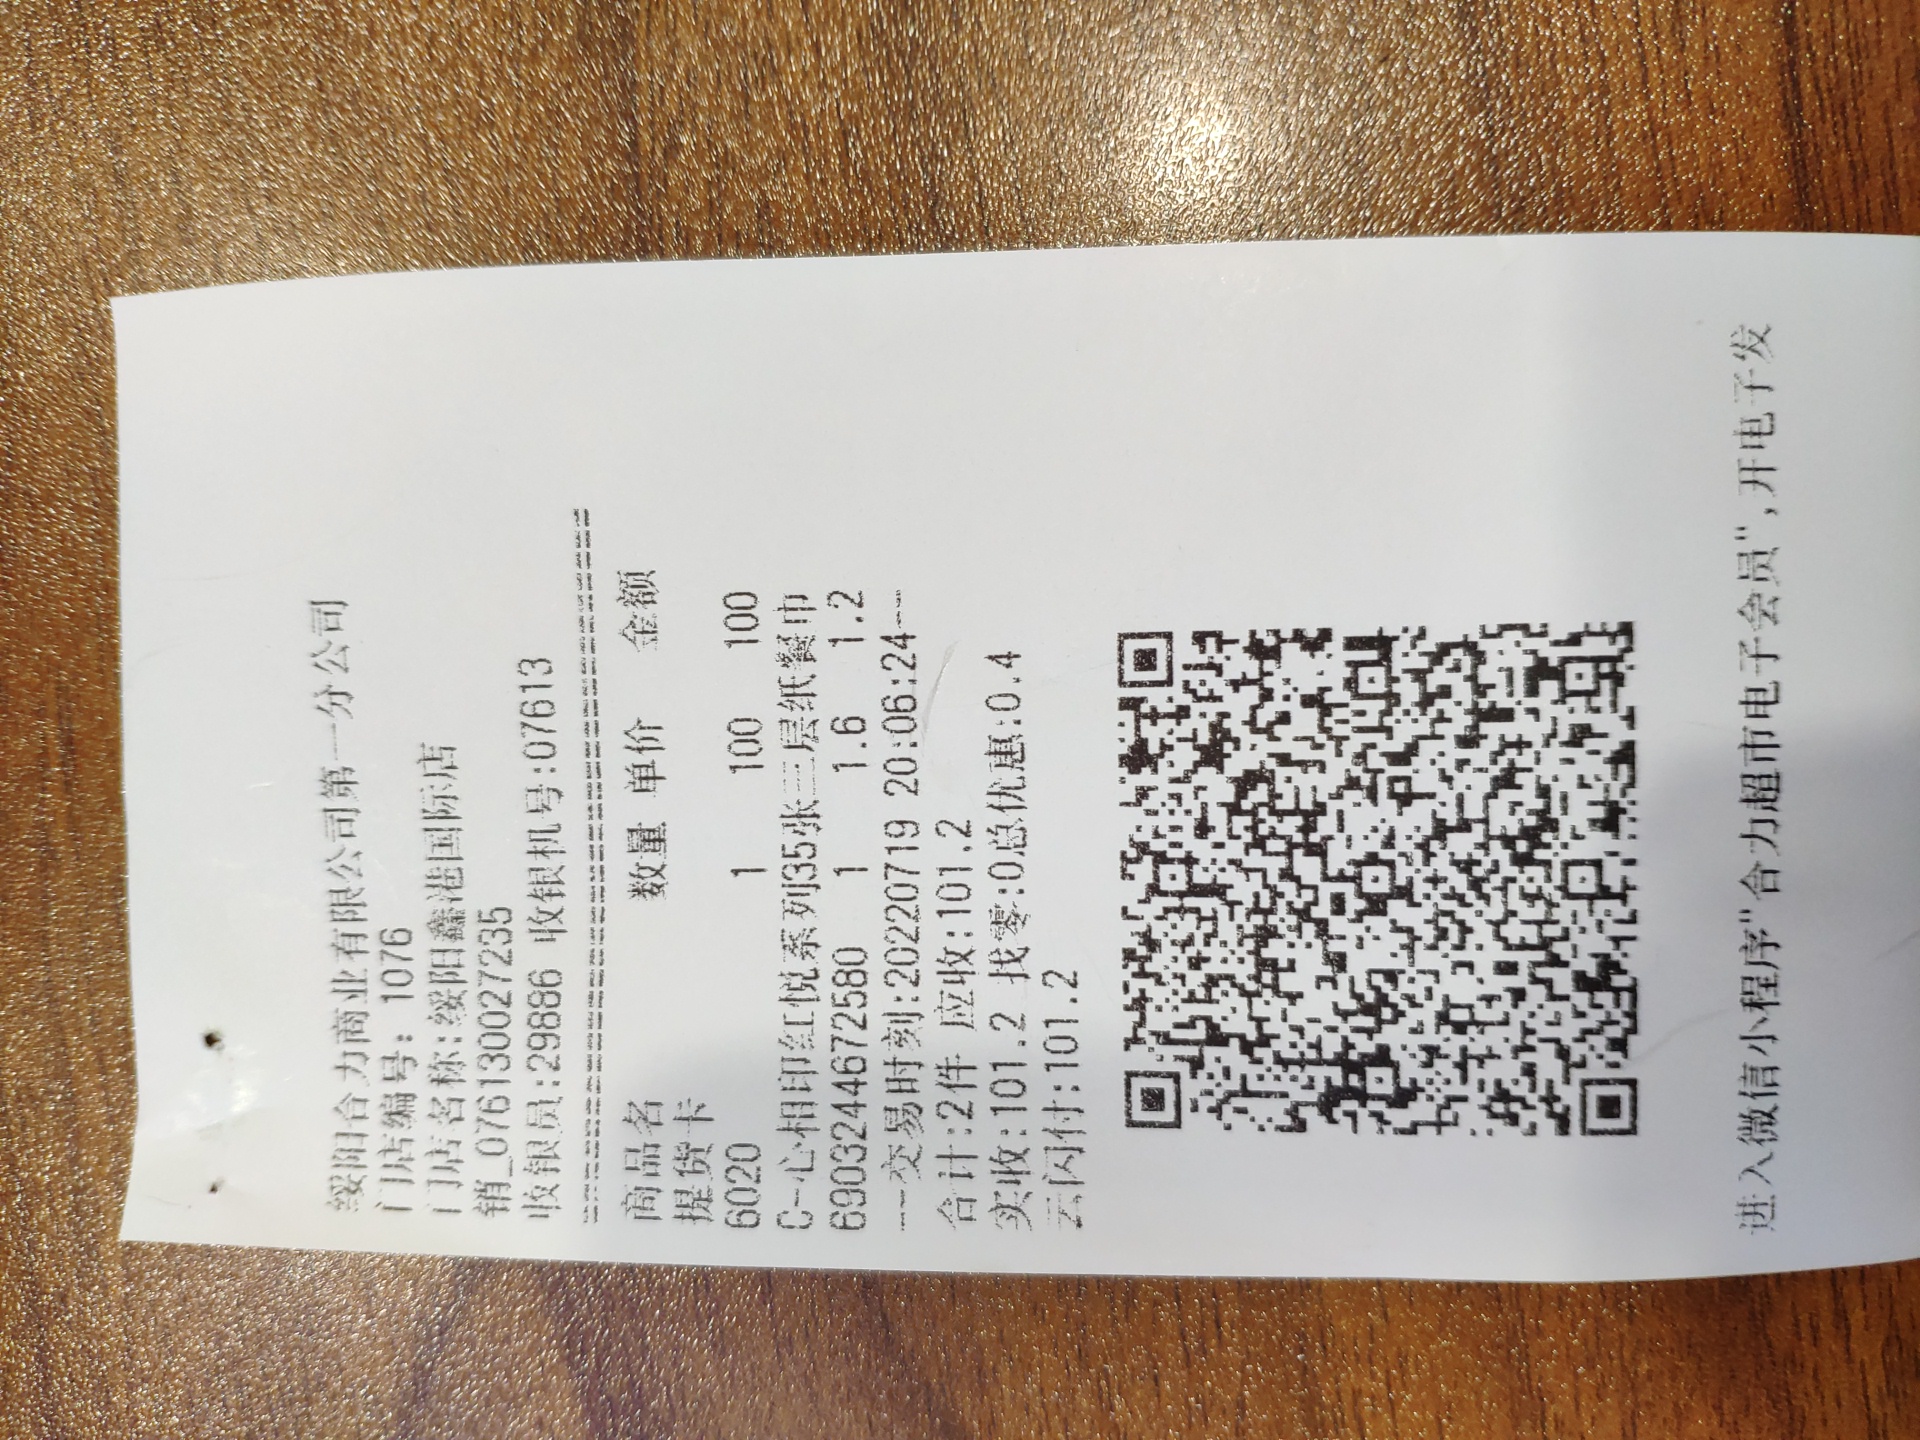 绥阳合力商业有限公司第一分公司
门店编号: 1076
门店名称:绥阳鑫港国际店
销_0761300027235
收银员:29886 收银机号:07613
商品名 数量 单价 金额
提货卡
6020 1 100 100
C-心相印红悦系列35张三层纸餐巾
6903244672580 1 1.6 1.2
---交易时刻:20220719 20:06:24---
合计:2件 应收:101.2
实收:101.2 找零:0总优惠:0.4
云闪付:101.2
进入微信小程序"合力超市电子会员",开电子发